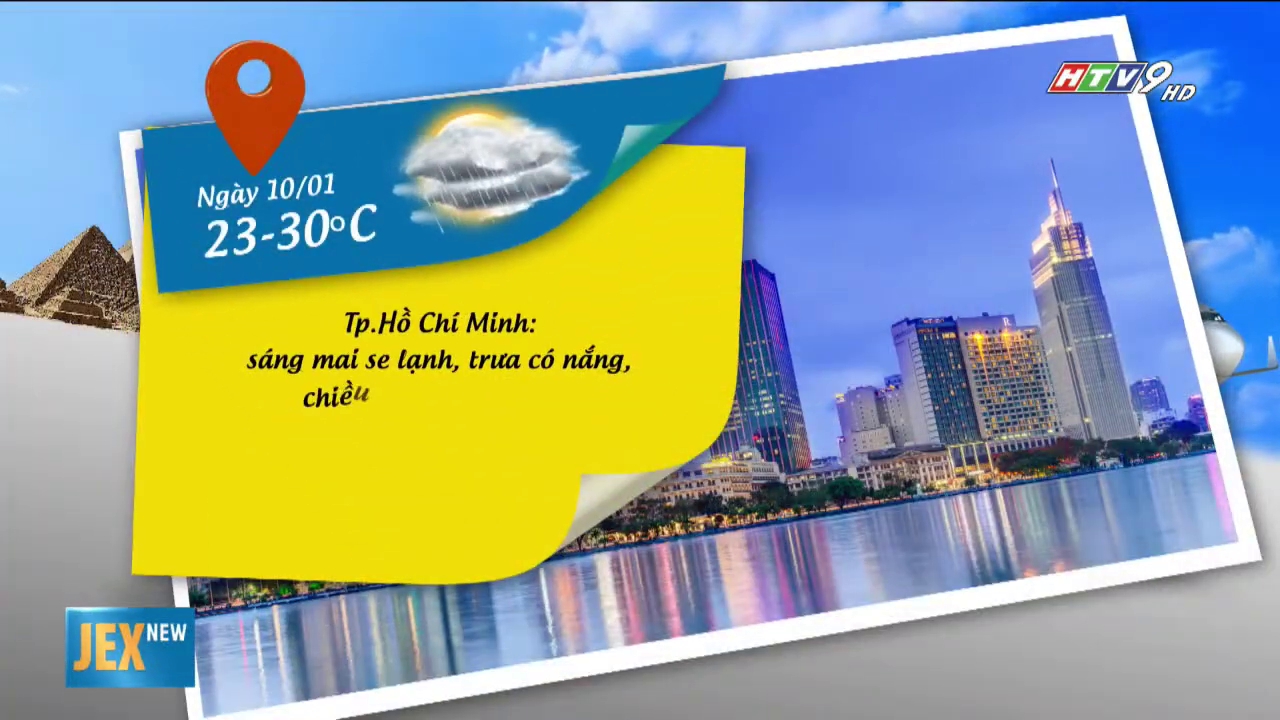 HTV9 HD
Ngày 10/01
23-30°C
Tp.Hồ Chí Minh:
sáng mai se lạnh, trưa có nắng,
chiều
JEX NEW